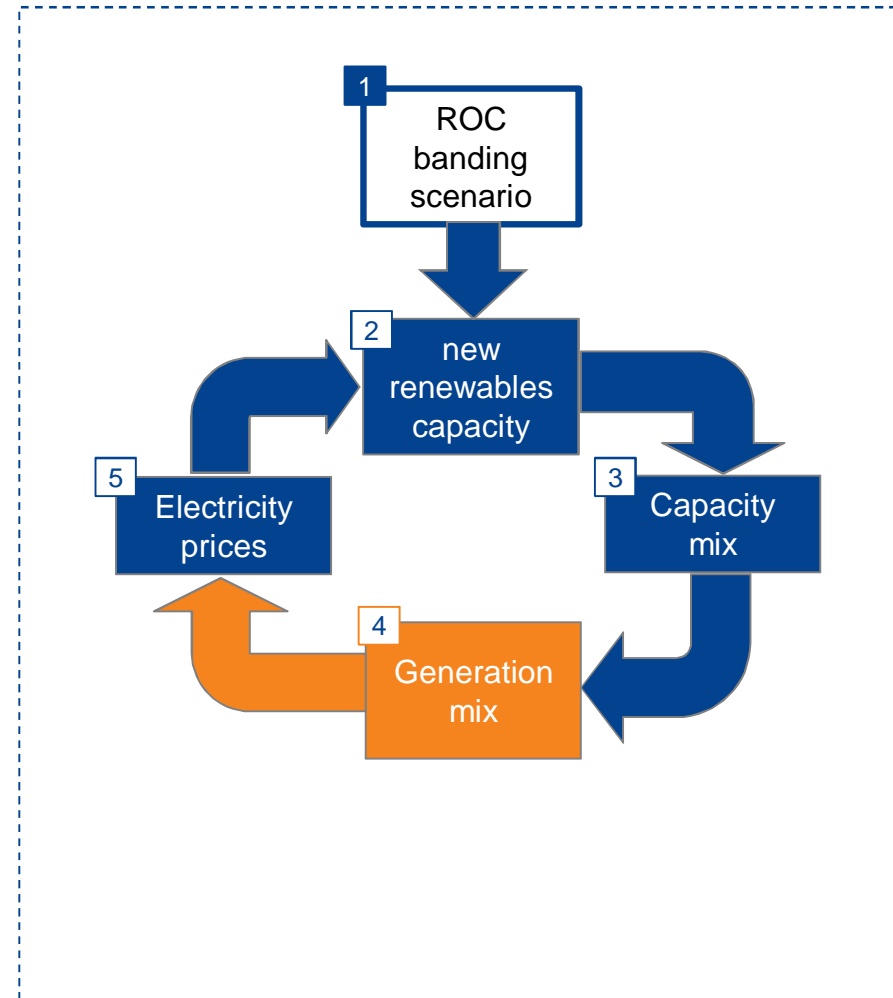 1
ROC
banding
scenario
2
new
renewables
capacity
5
Electricity
prices
3
Capacity
mix
4
Generation
mix